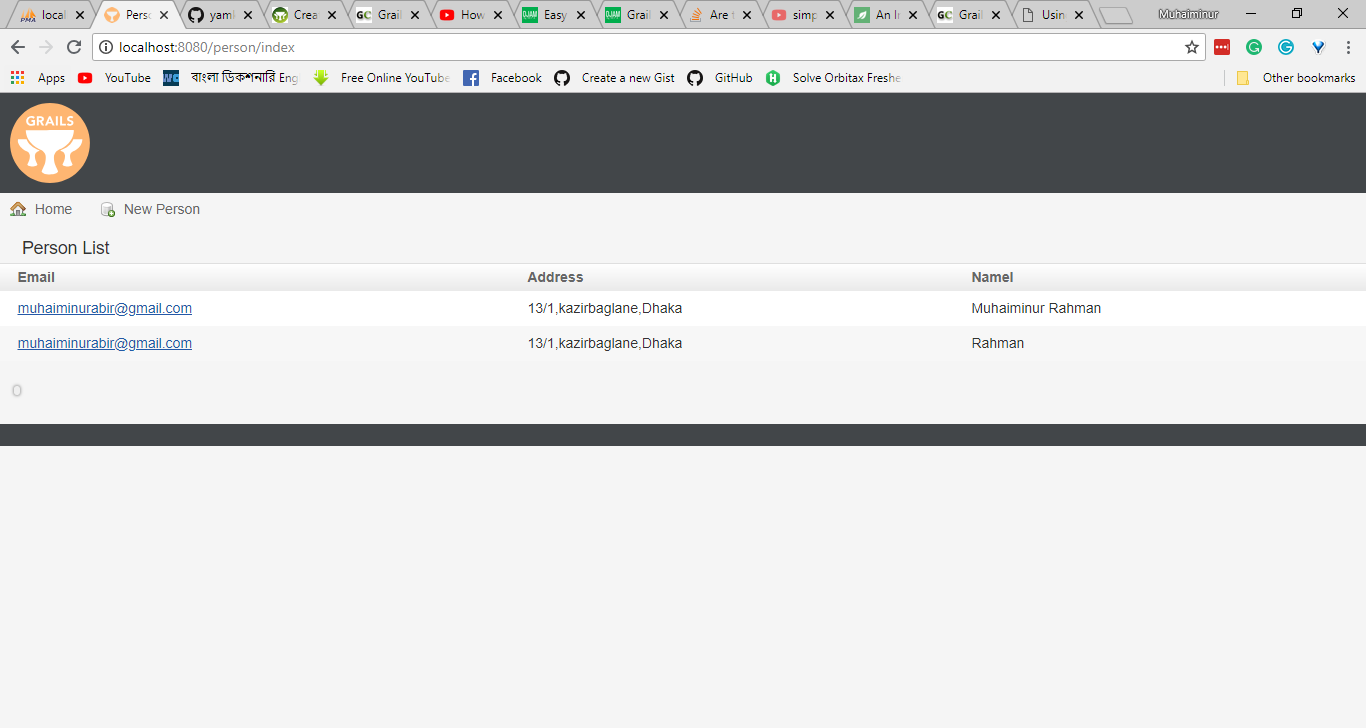 local Perso yaml Crea Grail How Easy Grail Are t simp An In Grail Usin Muhaiminur
localhost:8080/person/index
Apps YouTube বাংলা ডিকশনারি Eng Free Online YouTube Facebook Create a new Gist GitHub Solve Orbitax Freshe Other bookmarks
GRAILS
Home New Person
Person List
Email Address Namel
muhaiminurabir@gmail.com 13/1,kazirbaglane,Dhaka Muhaiminur Rahman
muhaiminurabir@gmail.com 13/1,kazirbaglane,Dhaka Rahman